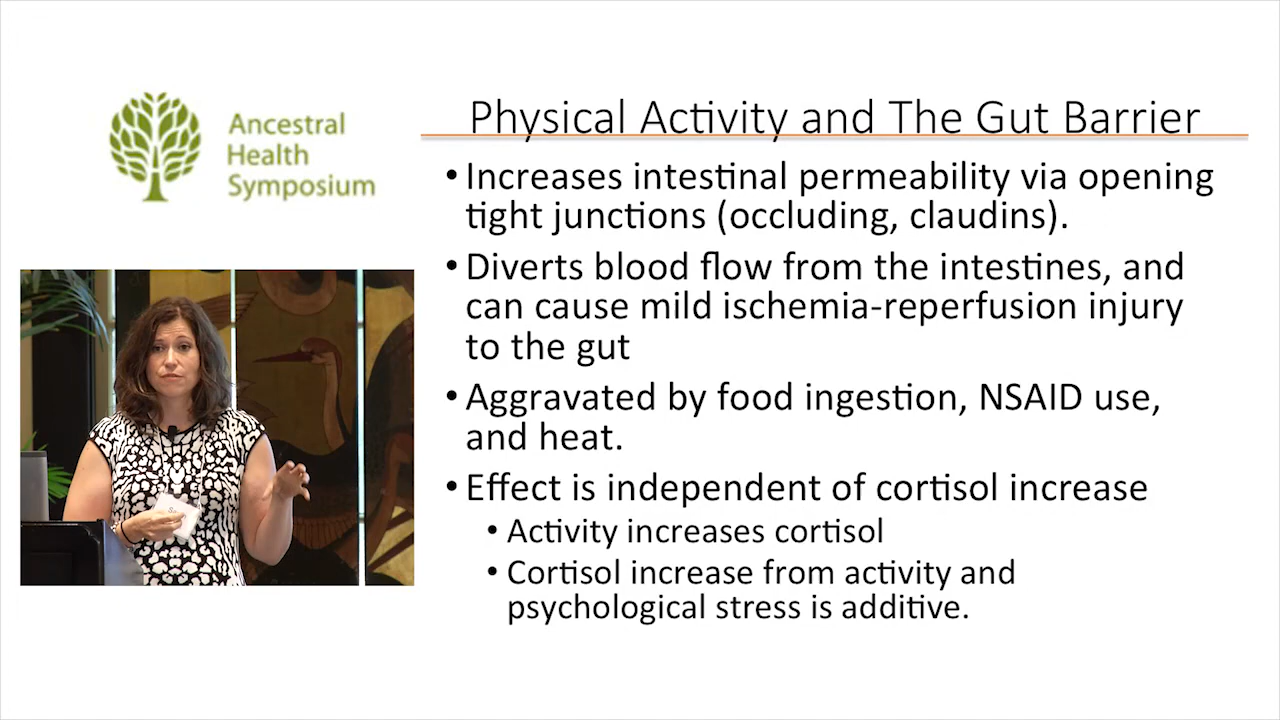 Ancestral
Health
Symposium
Physical Activity and The Gut Barrier
• Increases intestinal permeability via opening
tight junctions (occluding, claudins).
• Diverts blood flow from the intestines, and
can cause mild ischemia-reperfusion injury
to the gut
• Aggravated by food ingestion, NSAID use,
and heat.
• Effect is independent of cortisol increase
• Activity increases cortisol
• Cortisol increase from activity and
psychological stress is additive.